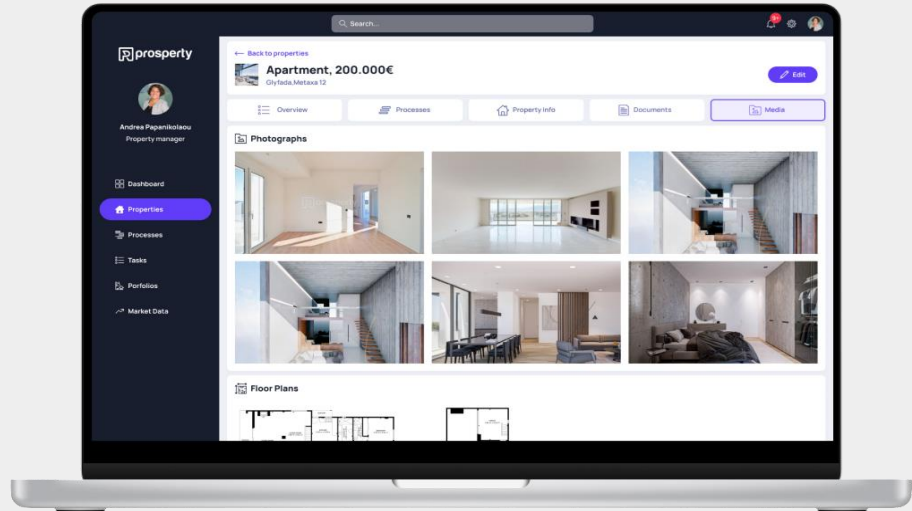 Search...
9+
prosperty
Andrea Papanikolaou
Property manager
Dashboard
Properties
Processes
Tasks
Porfolios
Market Data
Back to properties
Apartment, 200.000€
Glyfada,Metaxa 12
Edit
Overview
Processes
Property Info
Documents
Media
Photographs
Floor Plans